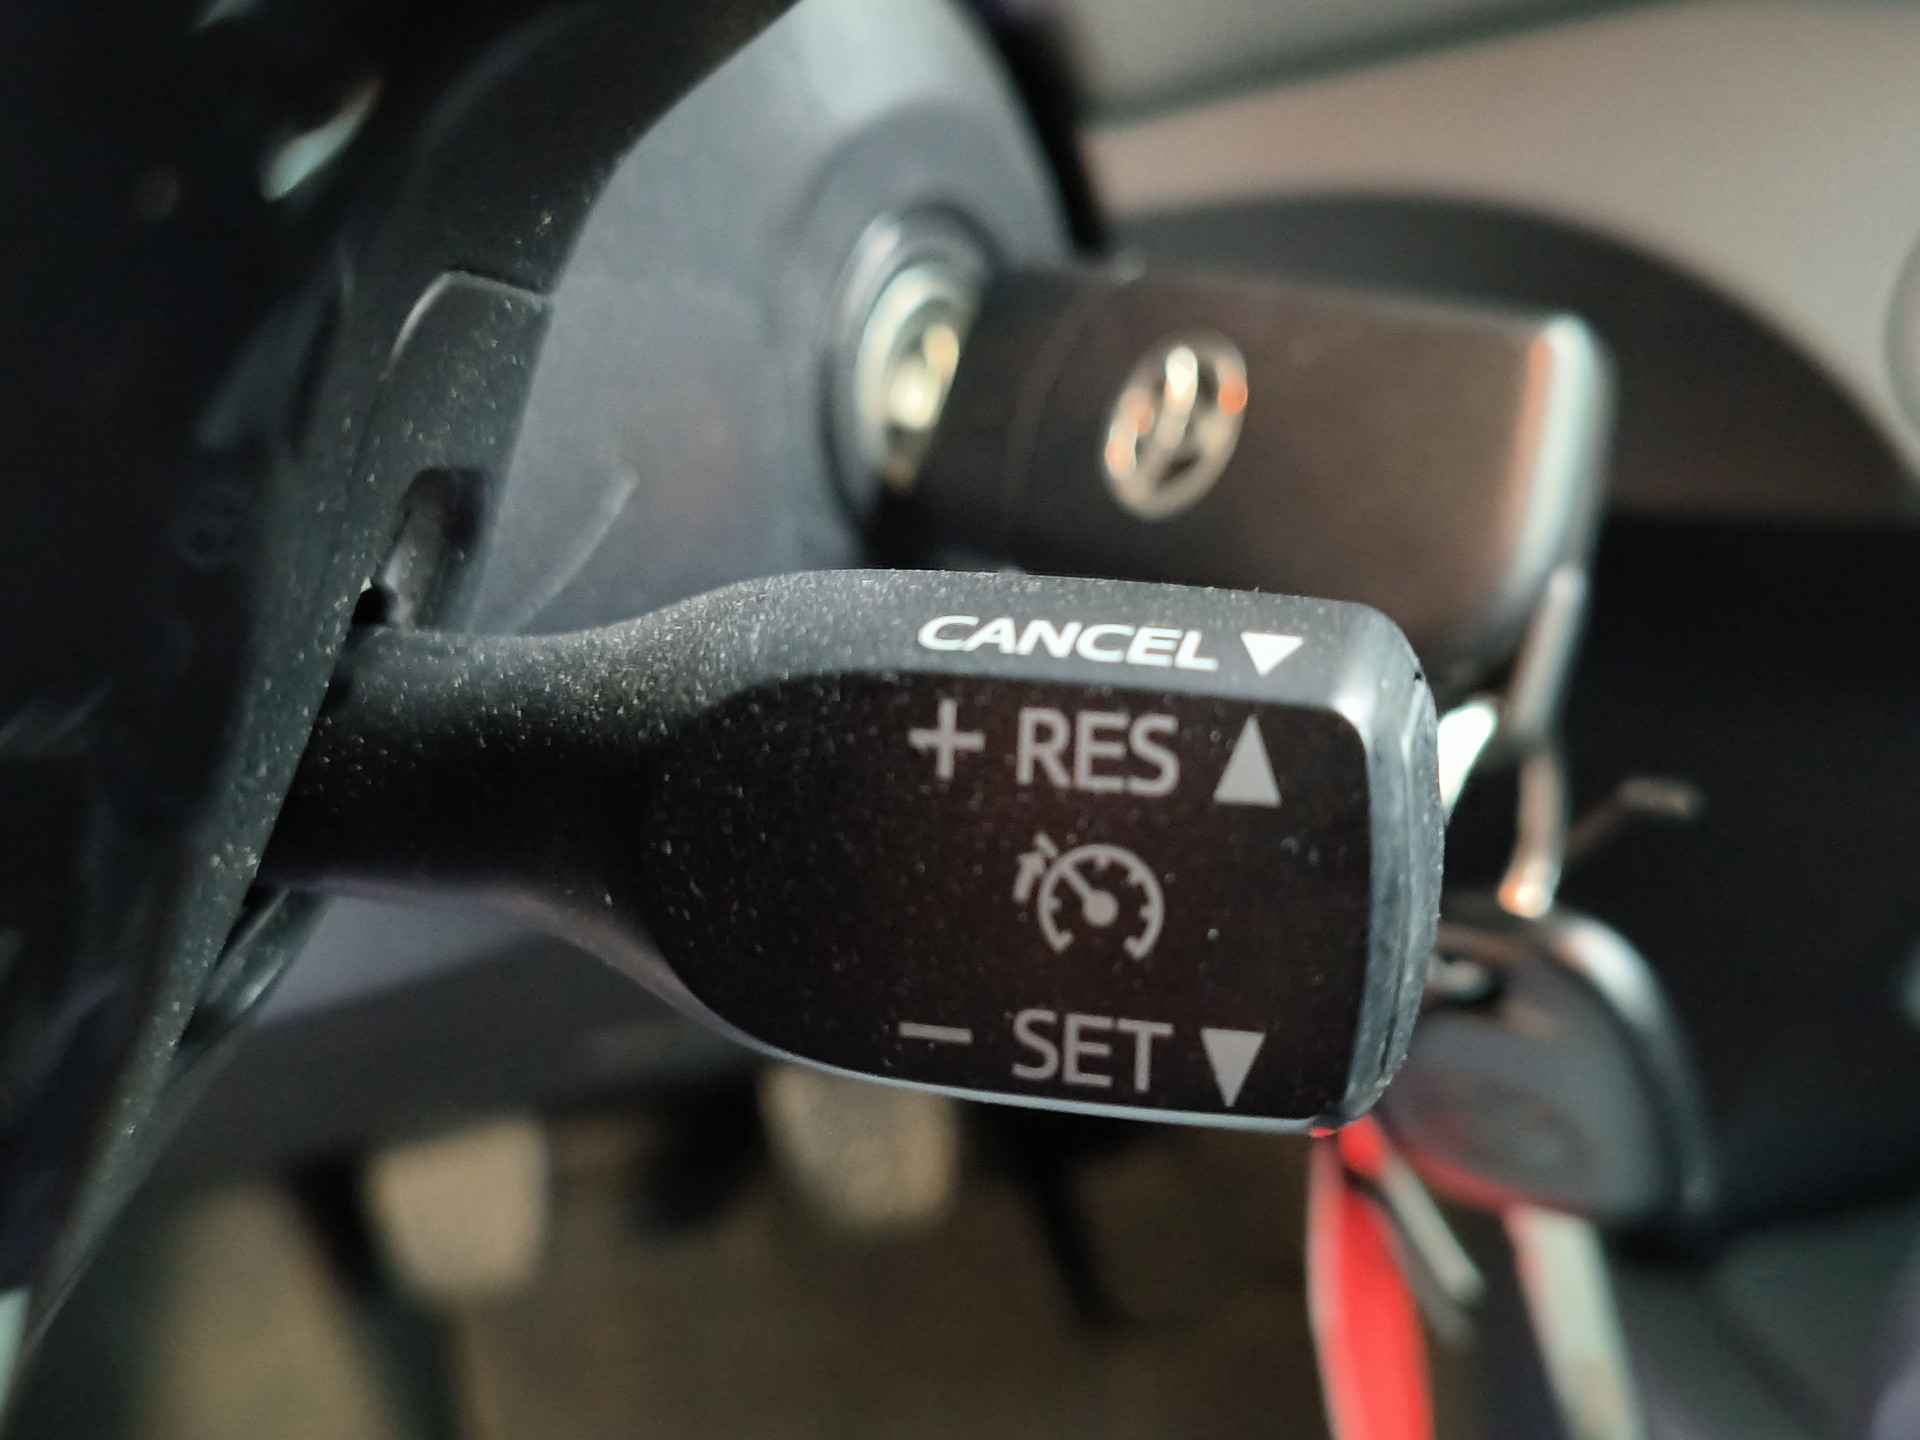 CANCEL ▼
+ RES ▲
− SET ▼